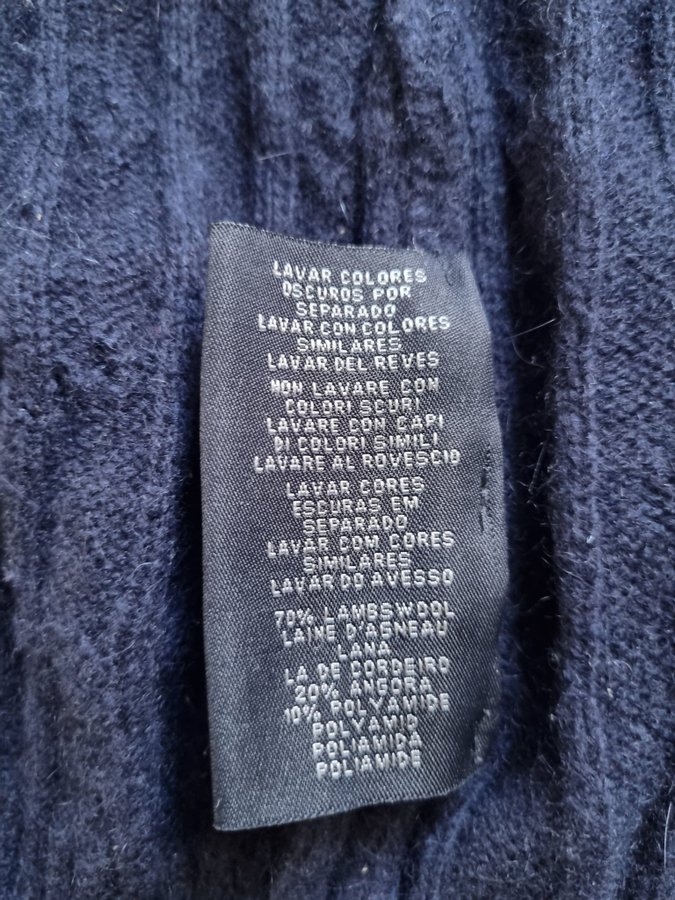 LAVAR COLORES
OSCUROS POR
SEPARADO
LAVAR CON COLORES
SIMILARES
LAVAR DEL REVES
NON LAVARE CON
COLORI SCURI
LAVARE CON CAPI
DI COLORI SIMILI
LAVARE AL ROVESCIO
LAVAR CORES
ESCURAS EM
SEPARADO
LAVAR COM CORES
SIMILARES
LAVAR DO AVESSO
70% LAMBSWOOL
LAINE D'AGNEAU
LANA
LA DE CORDEIRO
20% ANGORA
10% POLYAMIDE
POLYAMID
POLIAMIDA
POLIAMIDE